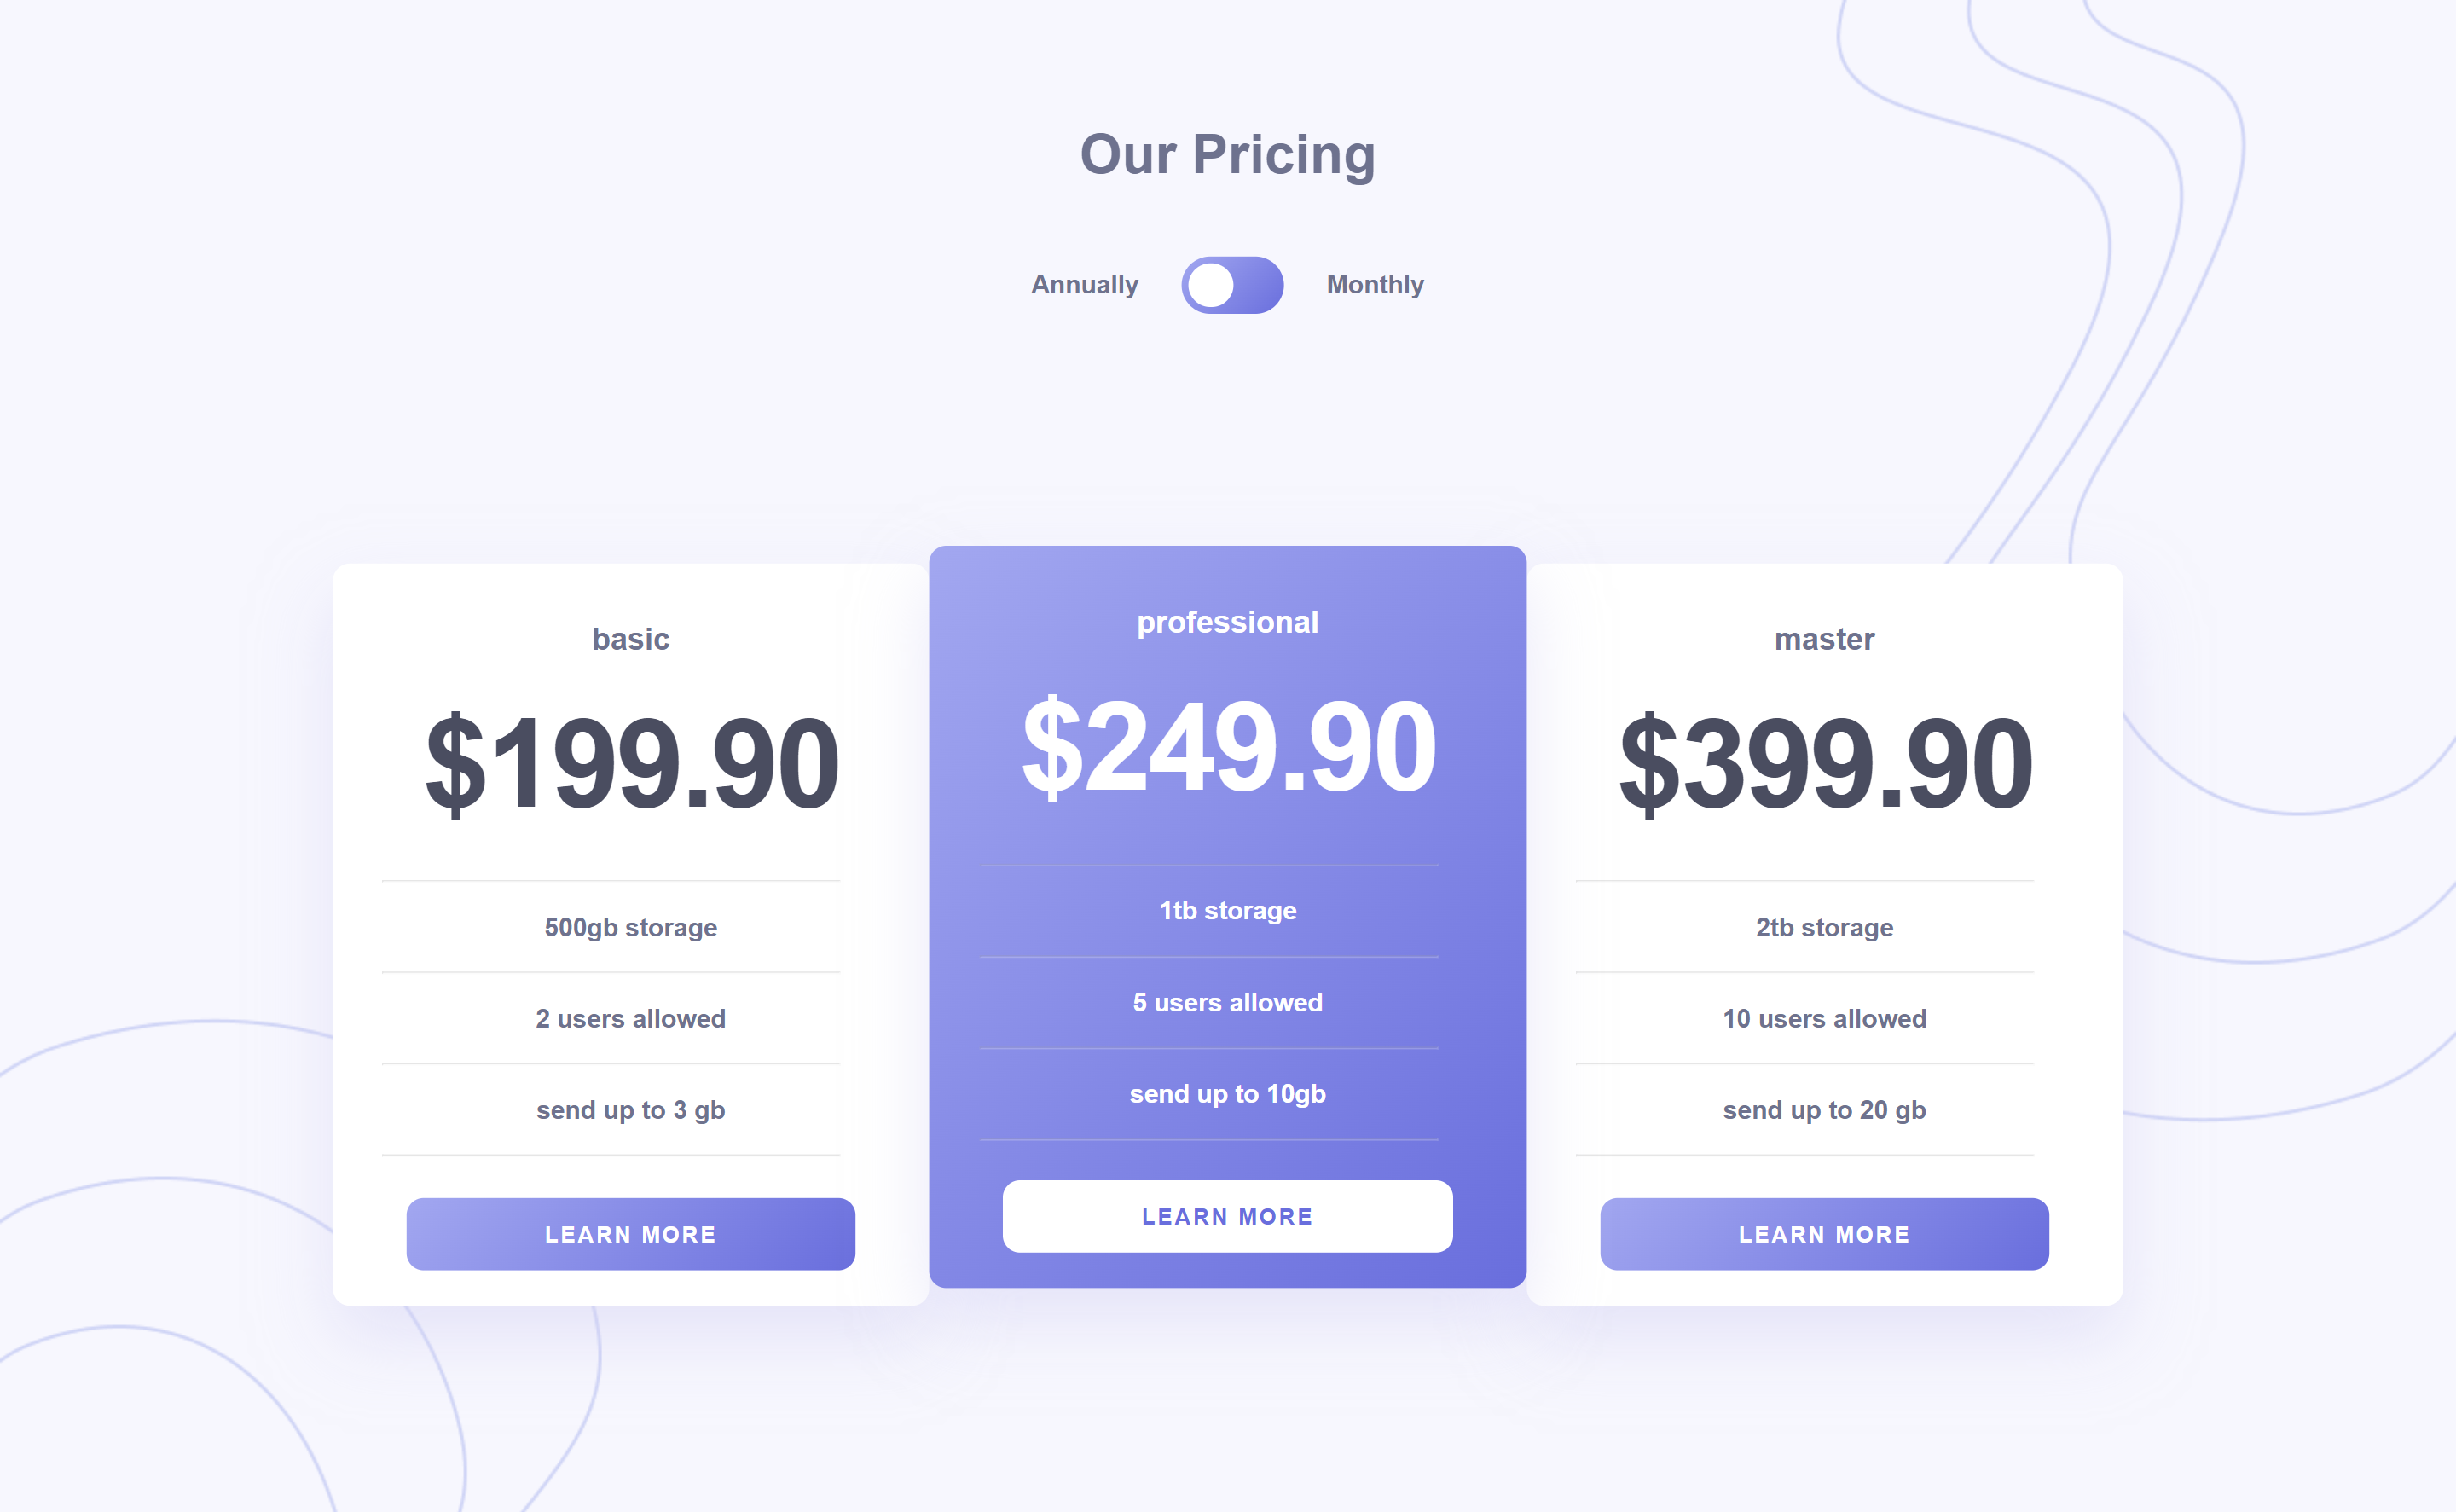 Our Pricing
Annually Monthly
basic
$199.90
500gb storage
2 users allowed
send up to 3 gb
LEARN MORE
professional
$249.90
1tb storage
5 users allowed
send up to 10gb
LEARN MORE
master
$399.90
2tb storage
10 users allowed
send up to 20 gb
LEARN MORE